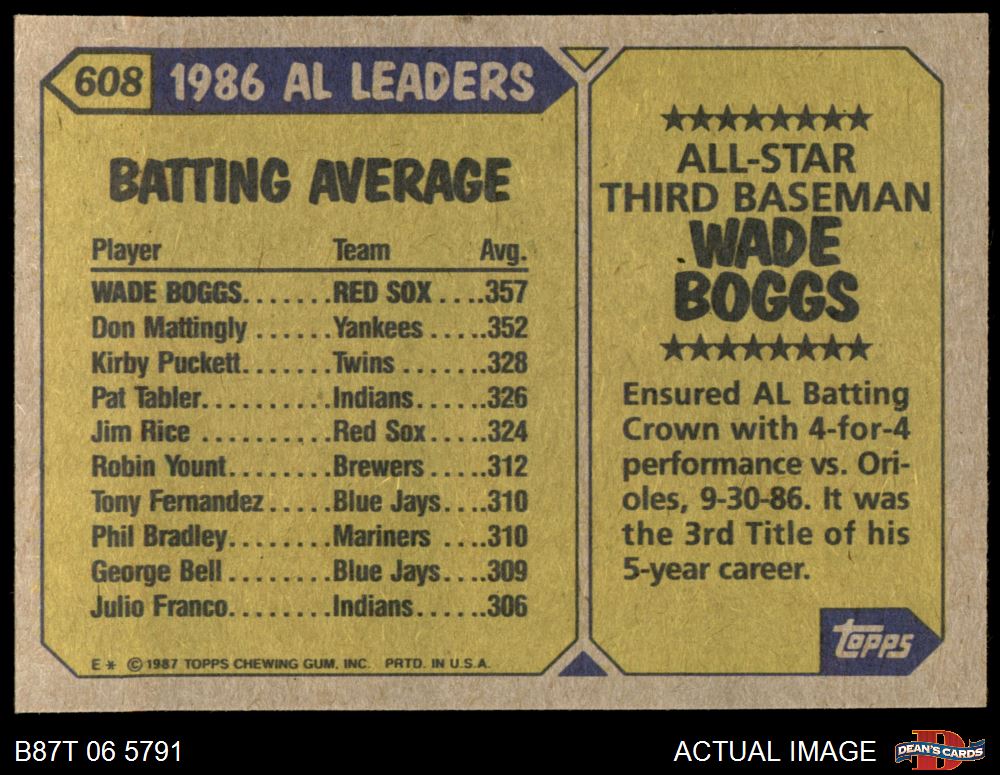 608 1986 AL LEADERS
BATTING AVERAGE
Player Team Avg.
WADE BOGGS.......RED SOX....357
Don Mattingly ......Yankees .....352
Kirby Puckett.......Twins .......328
Pat Tabler..........Indians......326
Jim Rice ..........Red Sox.....324
Robin Yount........Brewers.....312
Tony Fernandez.....Blue Jays....310
Phil Bradley........Mariners ....310
George Bell ........Blue Jays....309
Julio Franco........Indians......306
E * © 1987 TOPPS CHEWING GUM, INC. PRTD. IN U.S.A.
ALL-STAR
THIRD BASEMAN
WADE
BOGGS
Ensured AL Batting
Crown with 4-for-4
performance vs. Ori-
oles, 9-30-86. It was
the 3rd Title of his
5-year career.
Topps
B87T 06 5791
ACTUAL IMAGE
DEAN'S CARDS